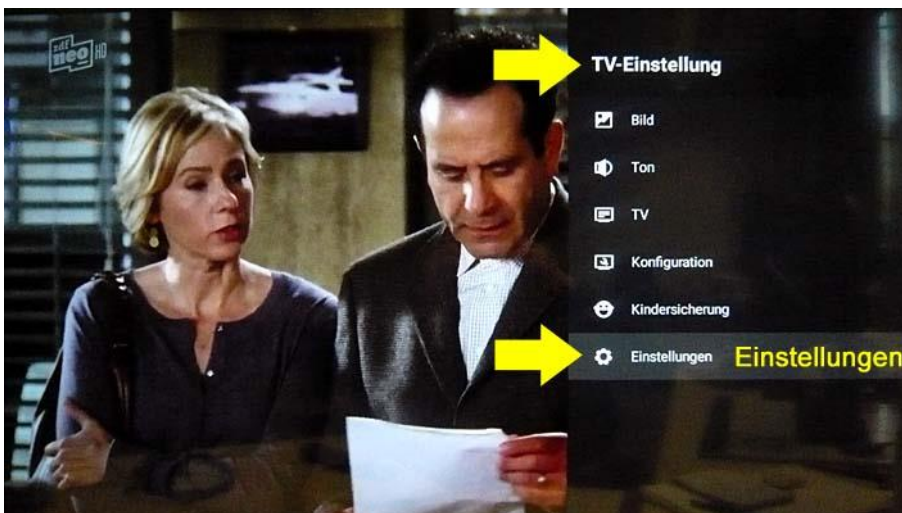 zdf
neo HD
TV-Einstellung
Bild
Ton
TV
Konfiguration
Kindersicherung
Einstellungen Einstellungen